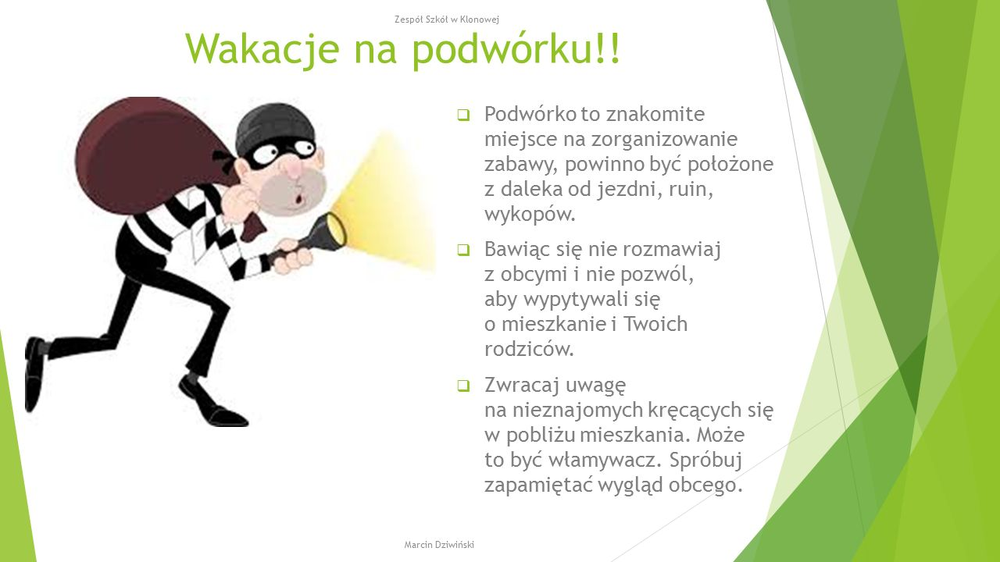 Zespół Szkół w Klonowej
Wakacje na podwórku!!
Podwórko to znakomite
miejsce na zorganizowanie
zabawy, powinno być położone
z daleka od jezdni, ruin,
wykopów.
Bawiąc się nie rozmawiaj
z obcymi i nie pozwól,
aby wypytywali się
o mieszkanie i Twoich
rodziców.
Zwracaj uwagę
na nieznajomych kręcących się
w pobliżu mieszkania. Może
to być włamywacz. Spróbuj
zapamiętać wygląd obcego.
Marcin Dziwiński